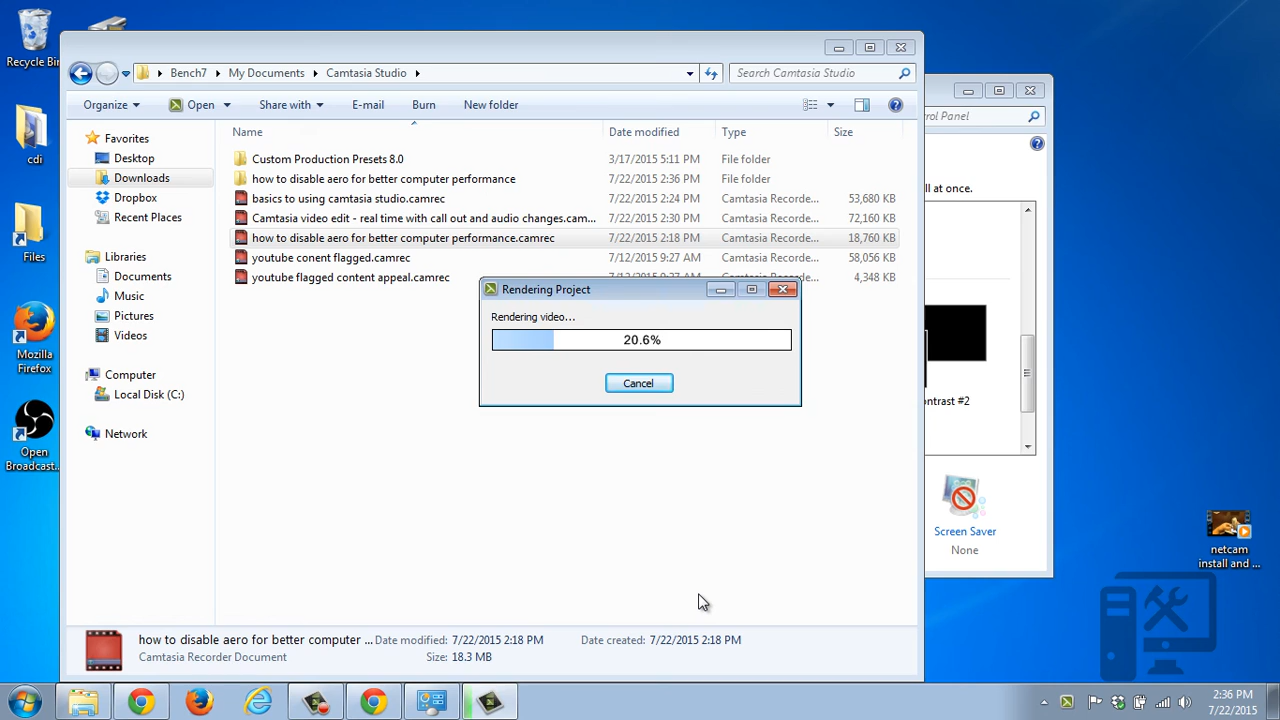 Recycle Bin
cdi
Files
Mozilla
Firefox
Open
Broadcast...
Bench7
My Documents
Camtasia Studio
Search Camtasia Studio
Organize
Open
Share with
E-mail
Burn
New folder
Favorites
Desktop
Downloads
Dropbox
Recent Places
Libraries
Documents
Music
Pictures
Videos
Computer
Local Disk (C:)
Network
Name Date modified Type Size
Custom Production Presets 8.0 3/17/2015 5:11 PM File folder
how to disable aero for better computer performance 7/22/2015 2:36 PM File folder
basics to using camtasia studio.camrec 7/22/2015 2:24 PM Camtasia Recorde... 53,680 KB
Camtasia video edit - real time with call out and audio changes.cam... 7/22/2015 2:30 PM Camtasia Recorde... 72,160 KB
how to disable aero for better computer performance.camrec 7/22/2015 2:18 PM Camtasia Recorde... 18,760 KB
youtube conent flagged.camrec 7/12/2015 9:27 AM Camtasia Recorde... 58,056 KB
youtube flagged content appeal.camrec 7/12/2015 9:27 AM Camtasia Recorde... 4,348 KB
Rendering Project
Rendering video...
20.6%
Cancel
how to disable aero for better computer ... Date modified: 7/22/2015 2:18 PM Date created: 7/22/2015 2:18 PM
Camtasia Recorder Document Size: 18.3 MB
rol Panel
ll at once.
ontrast #2
Screen Saver
None
netcam
install and ...
2:36 PM
7/22/2015